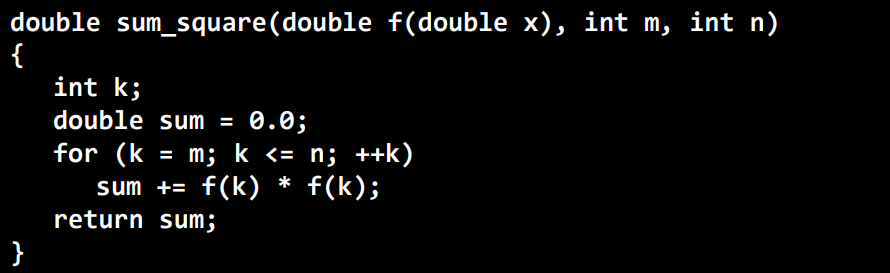 double sum_square(double f(double x), int m, int n)
{
   int k;
   double sum = 0.0;
   for (k = m; k <= n; ++k)
      sum += f(k) * f(k);
   return sum;
}